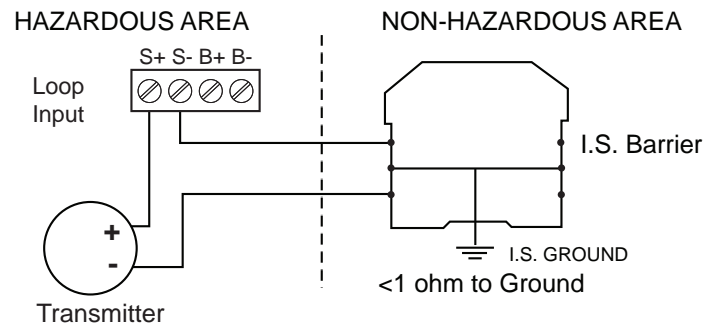 HAZARDOUS AREA
NON-HAZARDOUS AREA
S+ S- B+ B-
Loop
Input
I.S. Barrier
+
-
I.S. GROUND
<1 ohm to Ground
Transmitter